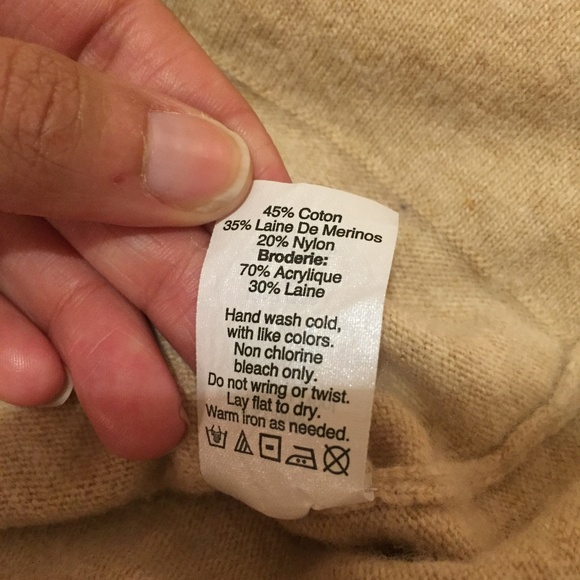 45% Coton
35% Laine De Merinos
20% Nylon
Broderie:
70% Acrylique
30% Laine
Hand wash cold,
with like colors.
Non chlorine
bleach only.
Do not wring or twist.
Lay flat to dry.
Warm iron as needed.